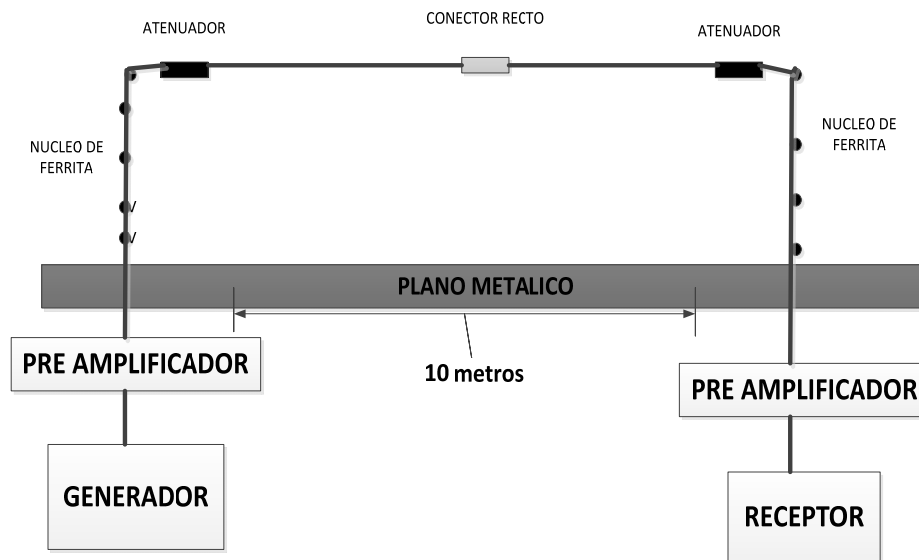 CONECTOR RECTO
ATENUADOR
ATENUADOR
NUCLEO DE
FERRITA
NUCLEO DE
FERRITA
V
V
PLANO METALICO
PRE AMPLIFICADOR
10 metros
PRE AMPLIFICADOR
GENERADOR
RECEPTOR